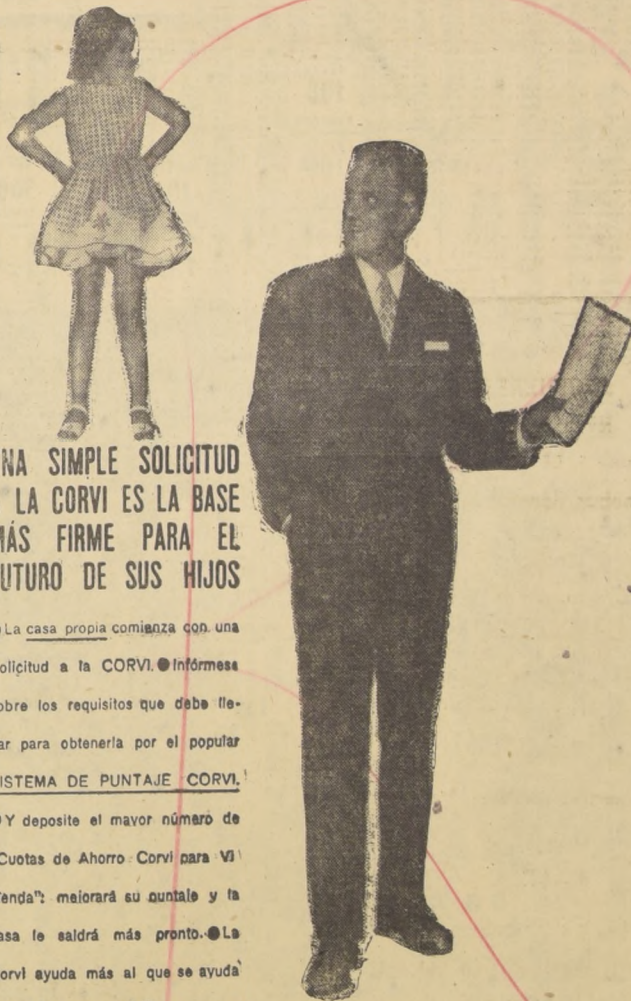 NA SIMPLE SOLICITUD
LA CORVI ES LA BASE
MÁS FIRME PARA EL
UTURO DE SUS HIJOS
La casa propia comienza con una
olicitud a la CORVI. ● Infórmese
obre los requisitos que debe lle-
ar para obtenerla por el popular
ISTEMA DE PUNTAJE CORVI.
Y deposite el mayor número de
Cuotas de Ahorro Corvi para Vi
enda": mejorará su puntaje y la
asa le saldrá más pronto. ● La
orvi ayuda más al que se ayuda